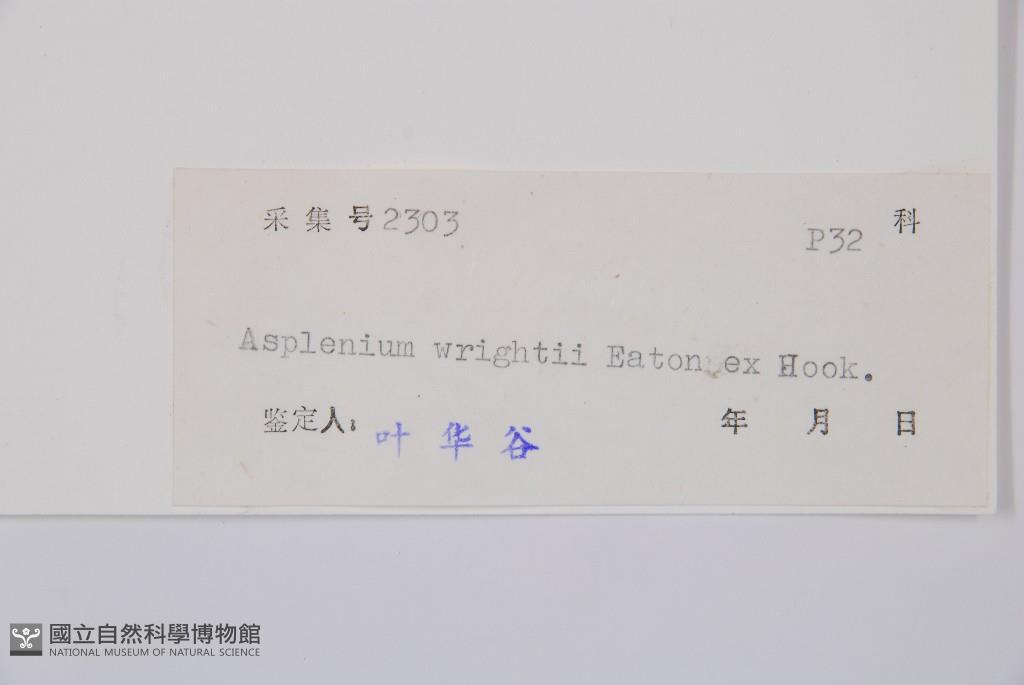 采集号2303 P32 科
Asplenium wrightii Eaton ex Hook.
鉴定人: 叶华谷 年 月 日
國立自然科學博物館
NATIONAL MUSEUM OF NATURAL SCIENCE